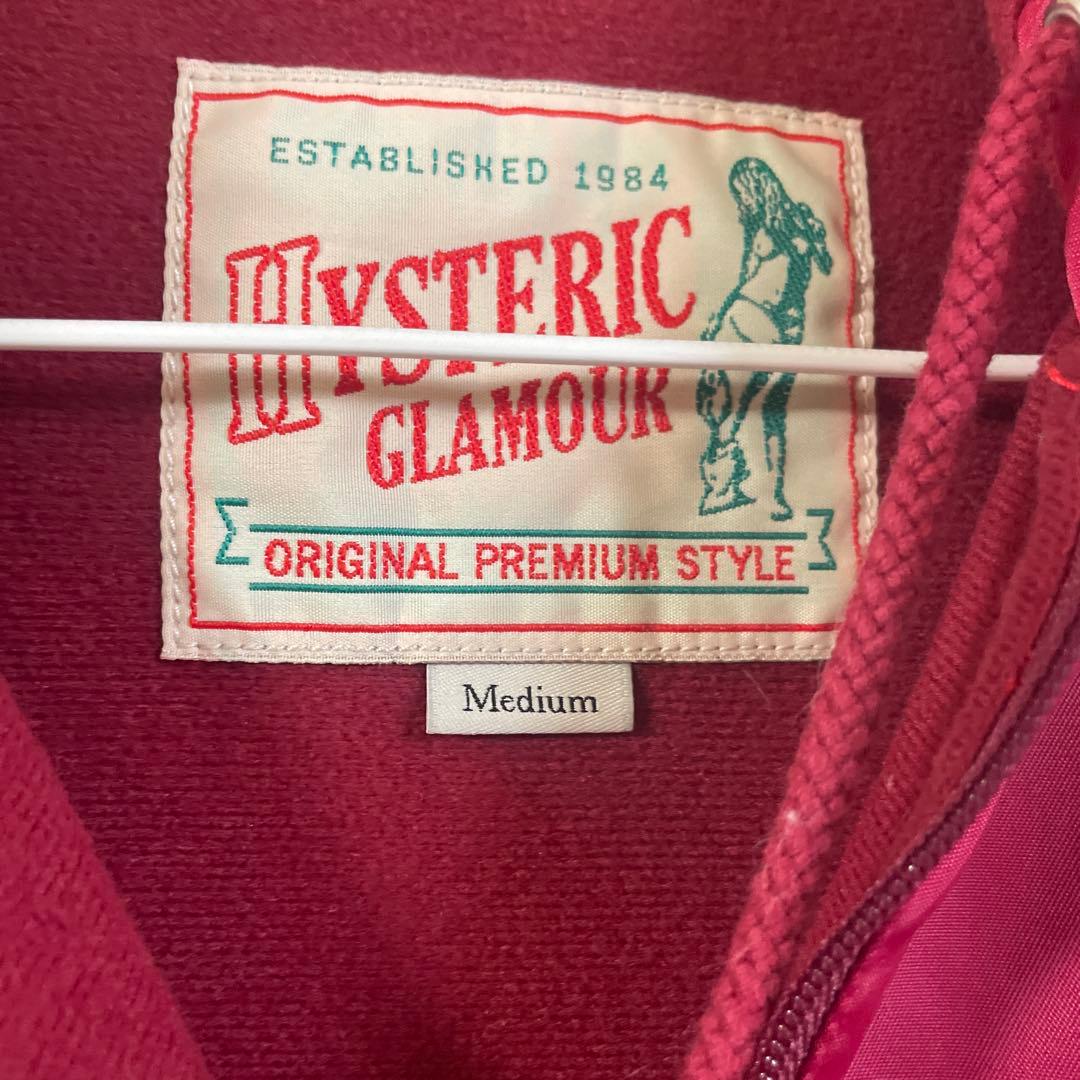 ESTABLISHED 1984
HYSTERIC
GLAMOUR
ORIGINAL PREMIUM STYLE
Medium